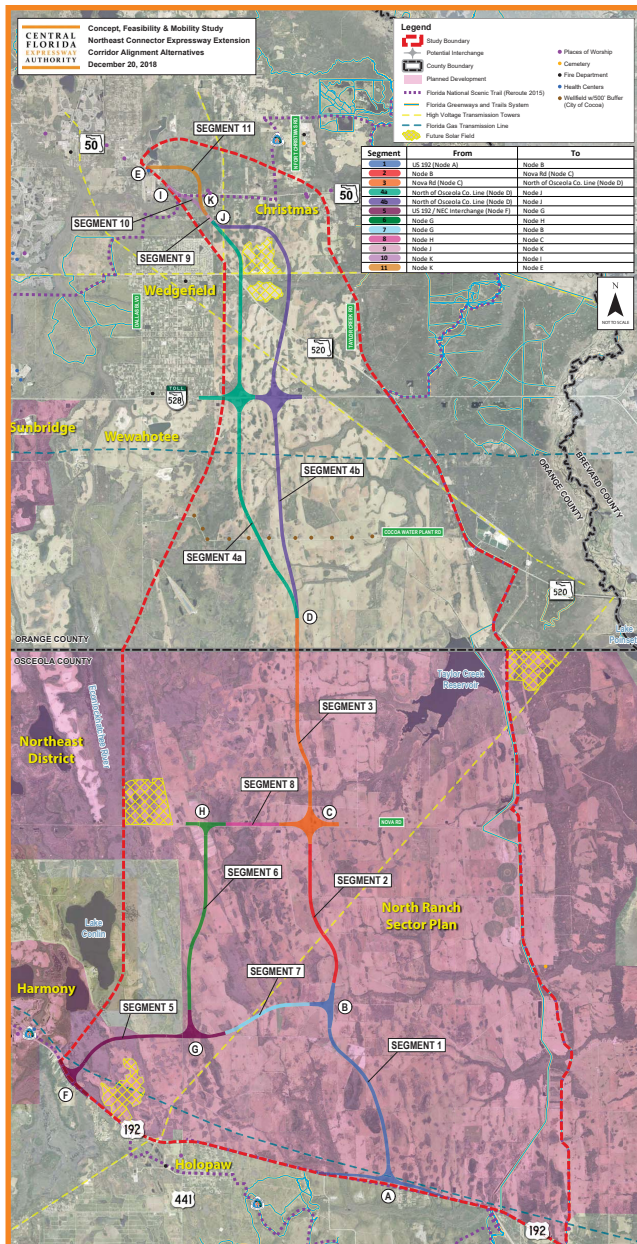 CENTRAL
FLORIDA
EXPRESSWAY
AUTHORITY
Concept, Feasibility & Mobility Study
Northeast Connector Expressway Extension
Corridor Alignment Alternatives
December 20, 2018
Legend
Study Boundary
Potential Interchange
County Boundary
Planned Development
Florida National Scenic Trail (Reroute 2015)
Florida Greenways and Trails System
High Voltage Transmission Towers
Florida Gas Transmission Line
Future Solar Field
Places of Worship
Cemetery
Fire Department
Health Centers
Wellfield w/500' Buffer
(City of Cocoa)
Segment From To
1 US 192 (Node A) Node B
2 Node B Nova Rd (Node C)
3 Nova Rd (Node C) North of Osceola Co. Line (Node D)
4a North of Osceola Co. Line (Node D) Node J
4b North of Osceola Co. Line (Node D) Node J
5 US 192 / NEC Interchange (Node F) Node G
6 Node G Node H
7 Node G Node B
8 Node H Node C
9 Node J Node K
10 Node K Node I
11 Node K Node E
N
NOT TO SCALE
50
SEGMENT 11
E
I
K
J
SEGMENT 10
Christmas
50
SEGMENT 9
Wedgefield
DALLAS BLVD
TAYLOR CREEK RD
520
TOLL
528
Sunbridge
Wewahotee
BREVARD COUNTY
ORANGE COUNTY
SEGMENT 4b
COCOA WATER PLANT RD
SEGMENT 4a
520
D
ORANGE COUNTY
OSCEOLA COUNTY
Lake
Poinsett
Econlockhatchee River
Taylor Creek
Reservoir
SEGMENT 3
Northeast
District
SEGMENT 8
H
C
NOVA RD
SEGMENT 6
SEGMENT 2
North Ranch
Sector Plan
Lake
Conlin
SEGMENT 7
Harmony
SEGMENT 5
B
G
SEGMENT 1
F
192
Holopaw
441
A
192